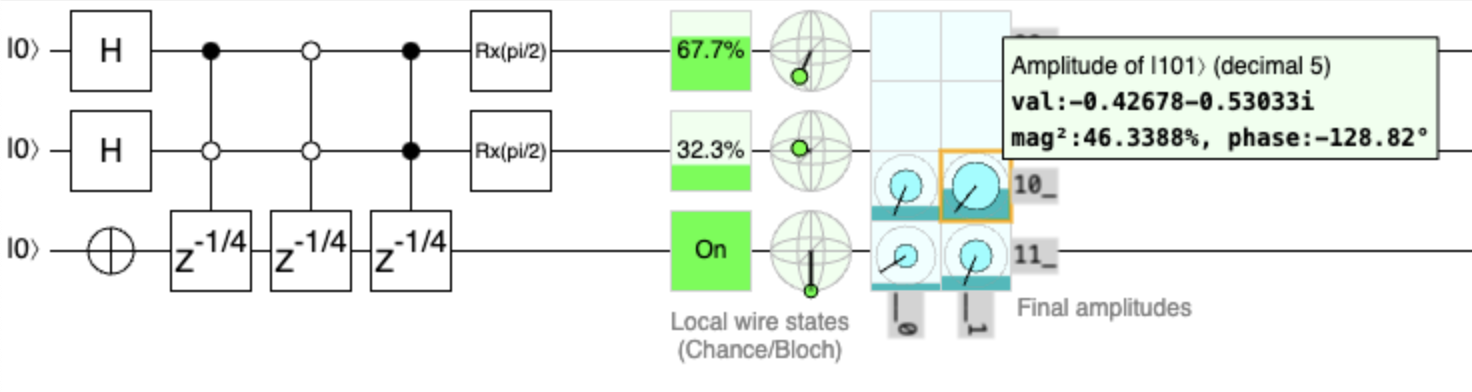 |0⟩ H Rx(pi/2) 67.7%
Amplitude of |101⟩ (decimal 5)
val:-0.42678-0.53033i
mag²:46.3388%, phase:-128.82°
|0⟩ H Rx(pi/2) 32.3%
10_
|0⟩ Z^-1/4 Z^-1/4 Z^-1/4 On
11_
__0 __1
Final amplitudes
Local wire states
(Chance/Bloch)